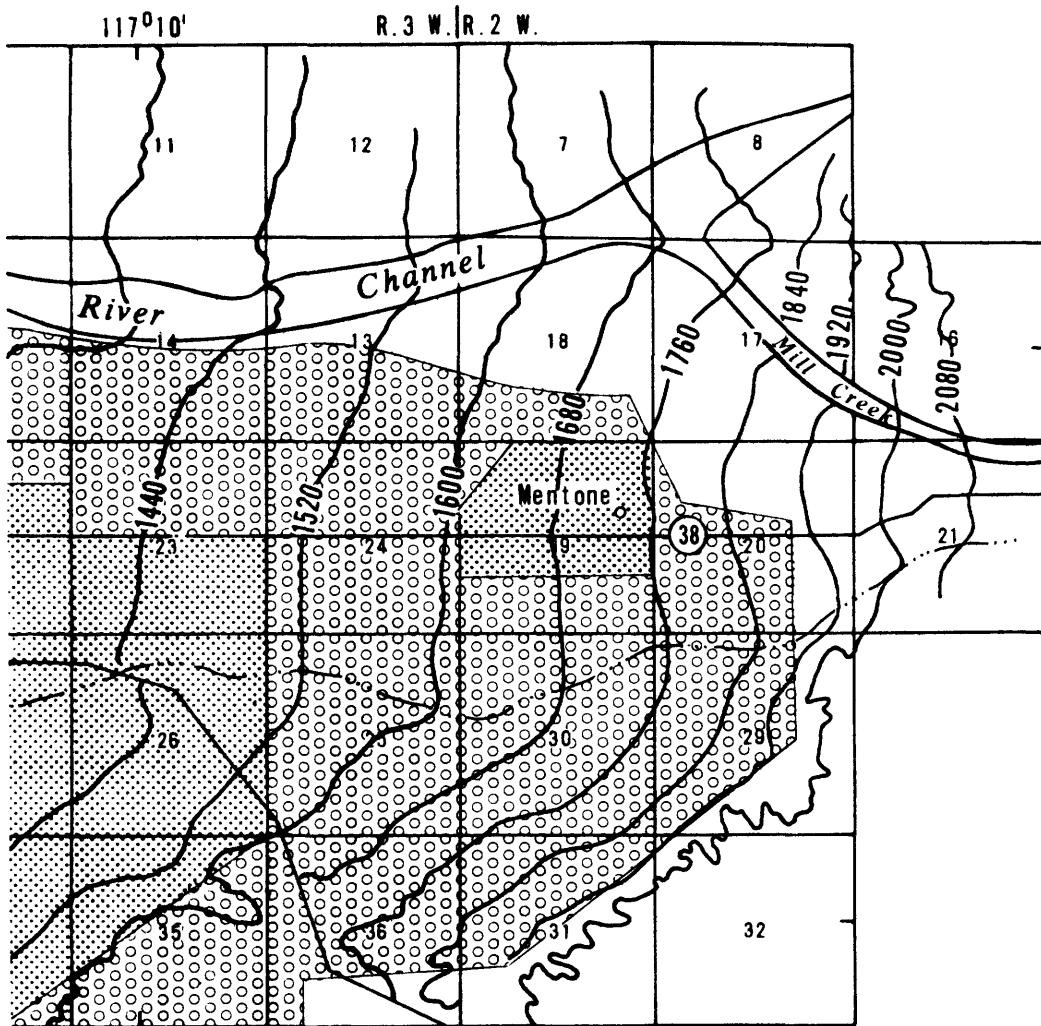 117°10' R.3 W. R.2 W.
11 12 7 8
River Channel
14 13 18 17 Mill Creek 16
1680 1760 1840 1920 2000 2080
1440 1520 1600 Mentone
38
23 24 19 20 21
26 25 30 29
35 36 31 32